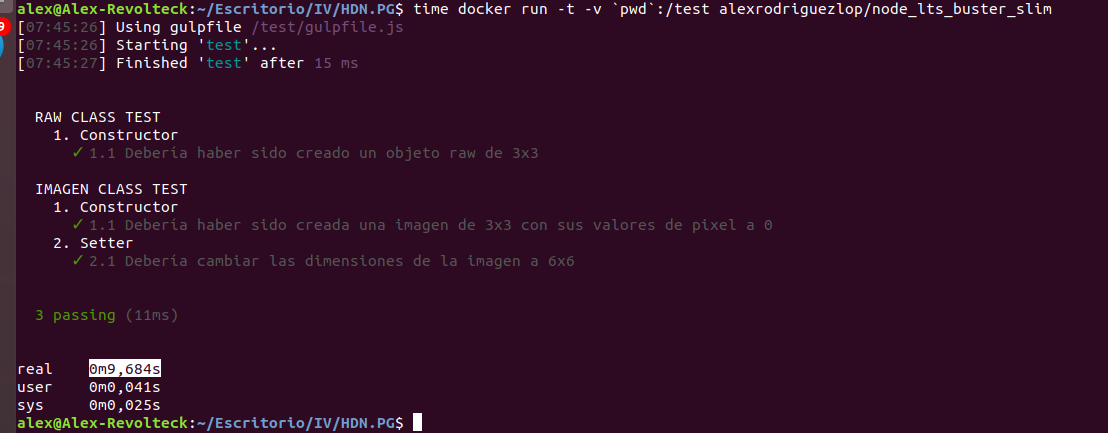 alex@Alex-Revolteck:~/Escritorio/IV/HDN.PG$ time docker run -t -v `pwd`:/test alexrodriguezlop/node_lts_buster_slim
[07:45:26] Using gulpfile /test/gulpfile.js
[07:45:26] Starting 'test'...
[07:45:27] Finished 'test' after 15 ms
RAW CLASS TEST
1. Constructor
✓ 1.1 Debería haber sido creado un objeto raw de 3x3
IMAGEN CLASS TEST
1. Constructor
✓ 1.1 Debería haber sido creada una imagen de 3x3 con sus valores de pixel a 0
2. Setter
✓ 2.1 Debería cambiar las dimensiones de la imagen a 6x6
3 passing (11ms)
real 0m9,684s
user 0m0,041s
sys 0m0,025s
alex@Alex-Revolteck:~/Escritorio/IV/HDN.PG$